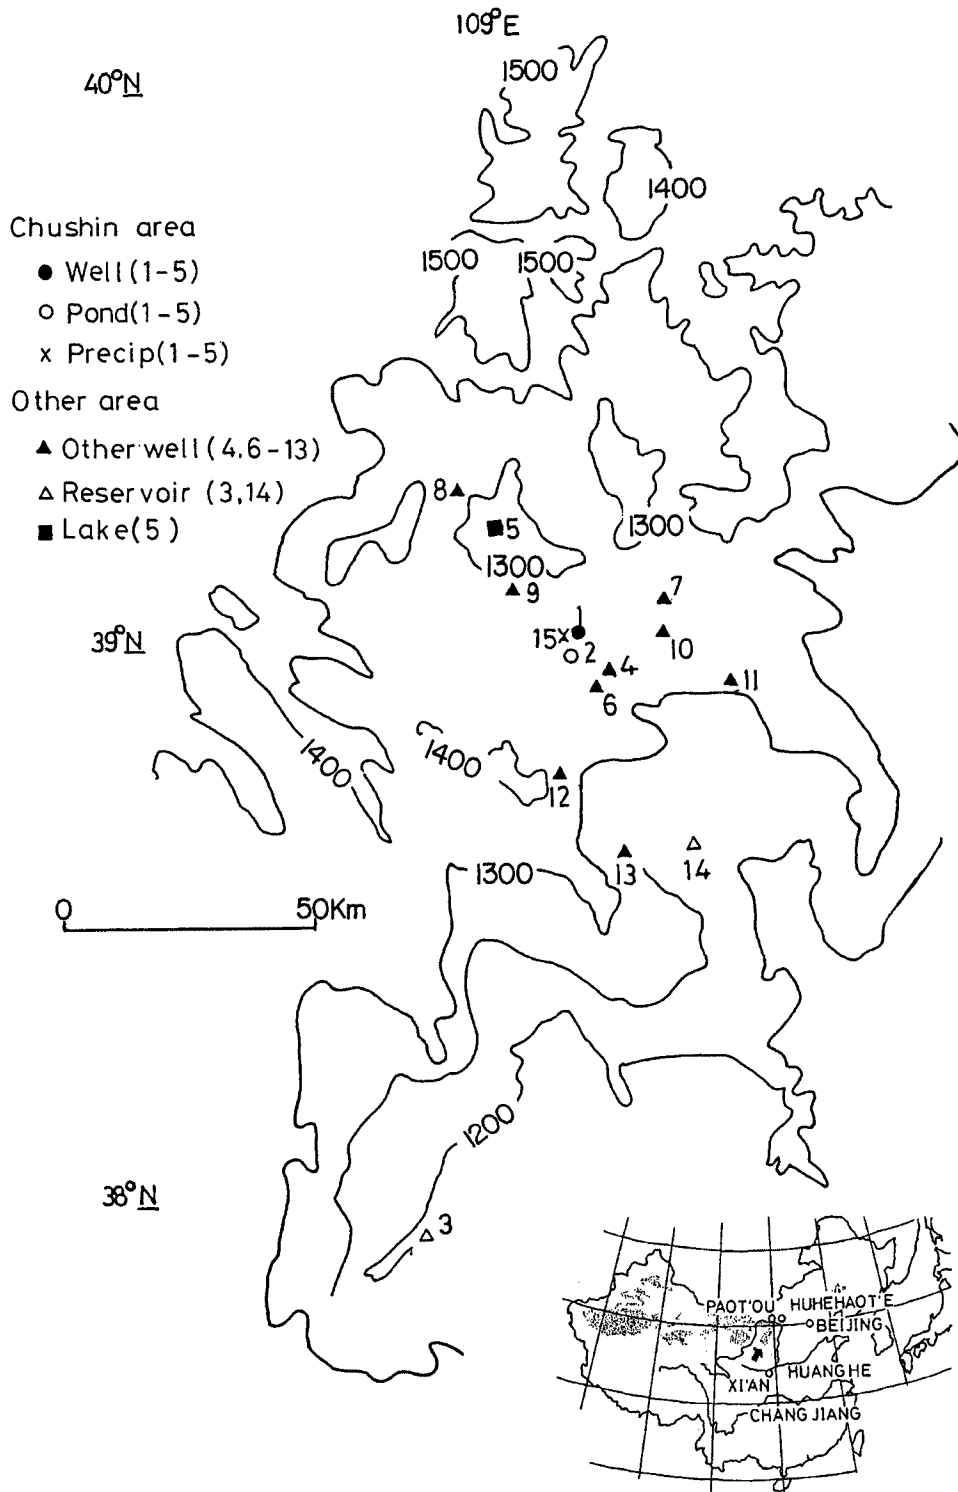 109°E
40°N
1500
1400
Chushin area
● Well(1-5)
○ Pond(1-5)
x Precip(1-5)
1500
1500
Other area
▲ Other well(4.6-13)
△ Reservoir (3,14)
■ Lake(5)
8
5
1300
1300
9
7
39°N
1
15
2
10
4
6
11
1400
1400
12
13
14
1300
0 50Km
1200
38°N
3
PAOT'OU
HUHEHAOT'E
BEIJING
XI'AN
HUANG HE
CHANG JIANG